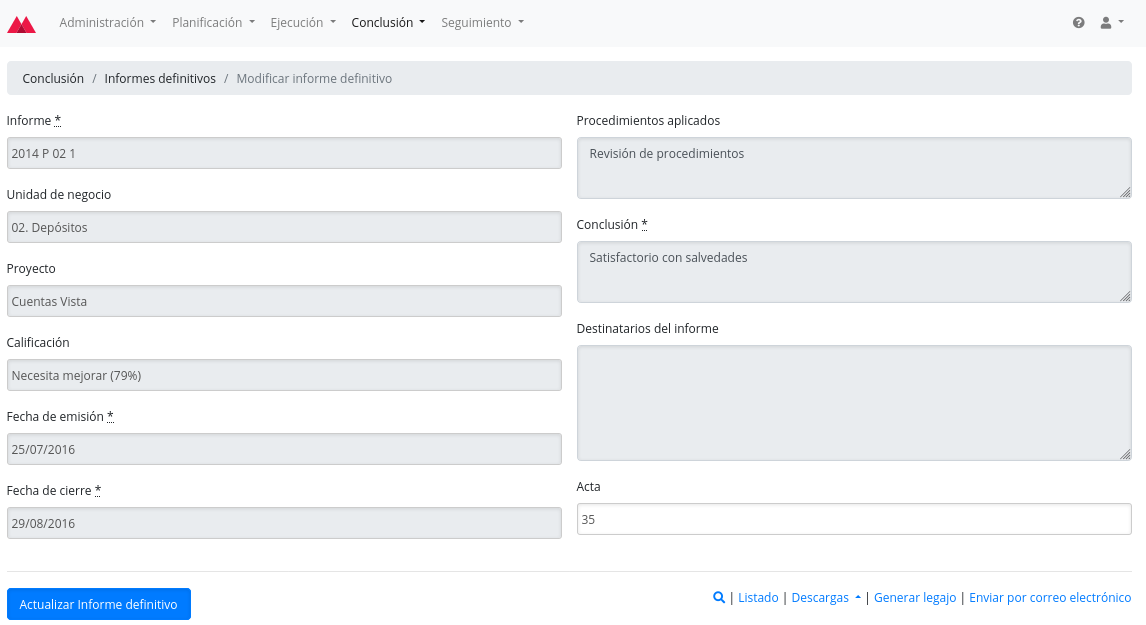 Administración Planificación Ejecución Conclusión Seguimiento
Conclusión / Informes definitivos / Modificar informe definitivo
Informe *
2014 P 02 1
Unidad de negocio
02. Depósitos
Proyecto
Cuentas Vista
Calificación
Necesita mejorar (79%)
Fecha de emisión *
25/07/2016
Fecha de cierre *
29/08/2016
Procedimientos aplicados
Revisión de procedimientos
Conclusión *
Satisfactorio con salvedades
Destinatarios del informe
Acta
35
Actualizar Informe definitivo
| Listado | Descargas | Generar legajo | Enviar por correo electrónico